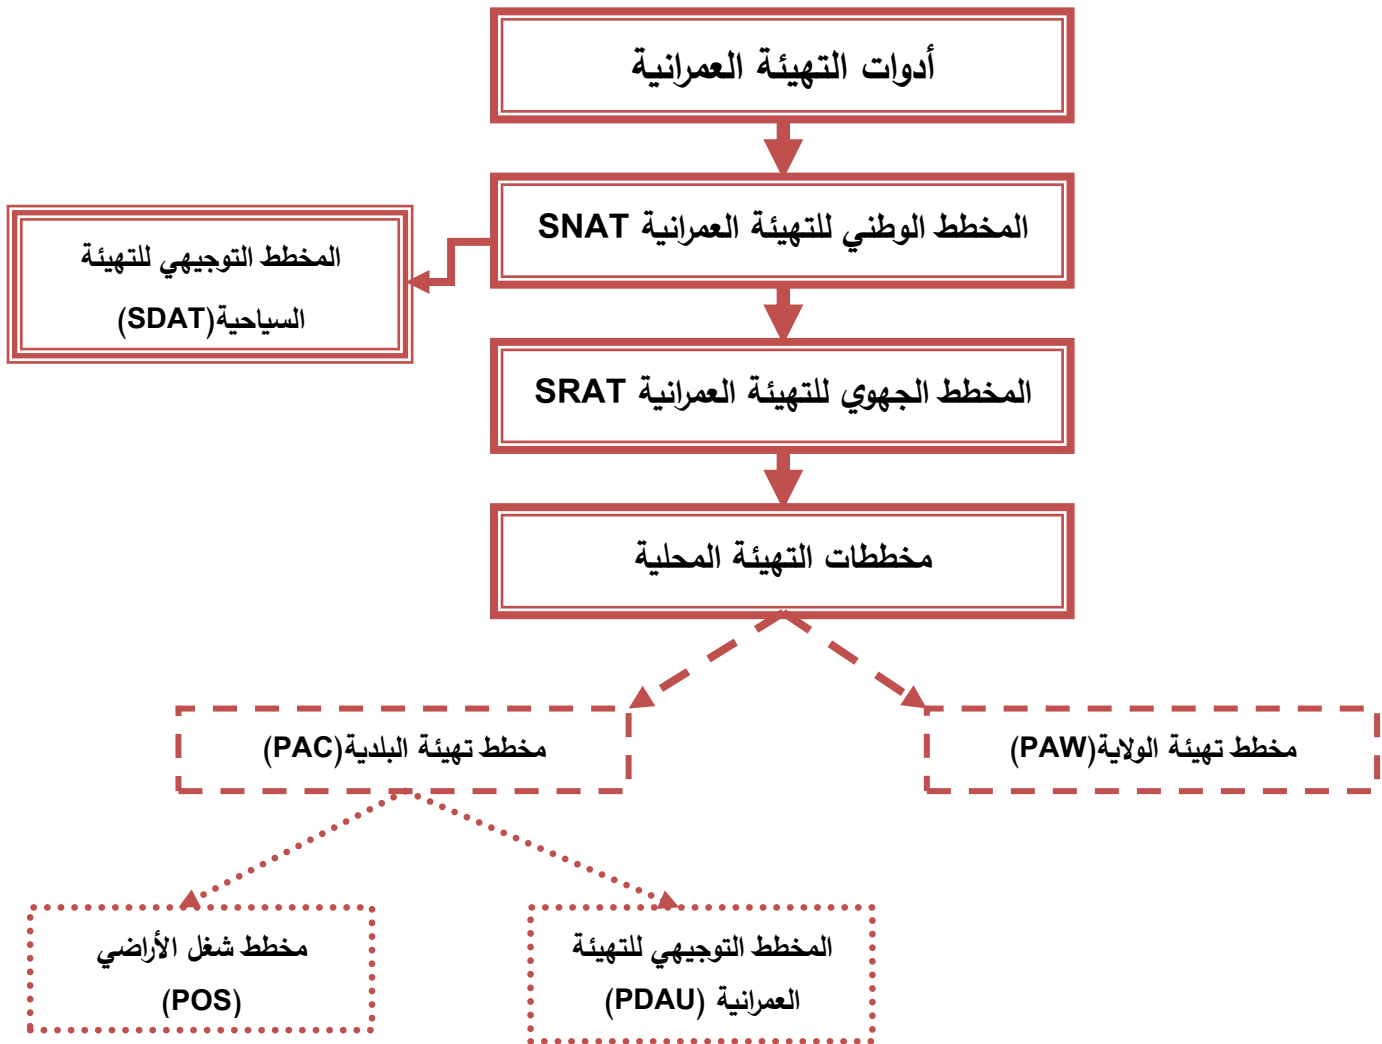 أدوات التهيئة العمرانية
المخطط الوطني للتهيئة العمرانية SNAT
المخطط التوجيهي للتهيئة
السياحية(SDAT)
المخطط الجهوي للتهيئة العمرانية SRAT
مخططات التهيئة المحلية
مخطط تهيئة الولاية(PAW)
مخطط تهيئة البلدية(PAC)
المخطط التوجيهي للتهيئة
العمرانية (PDAU)
مخطط شغل الأراضي
(POS)